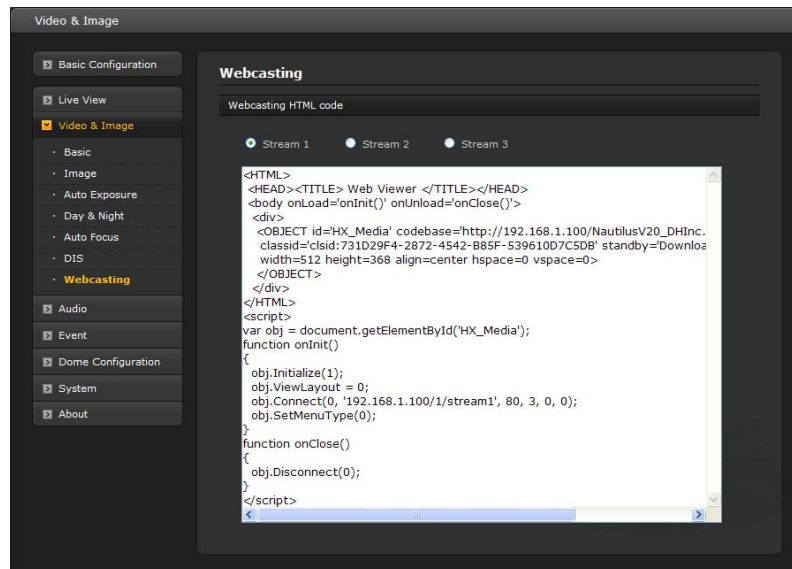 Video & Image
Basic Configuration
Live View
Video & Image
· Basic
· Image
· Auto Exposure
· Day & Night
· Auto Focus
· DIS
· Webcasting
Audio
Event
Dome Configuration
System
About
Webcasting
Webcasting HTML code
Stream 1 Stream 2 Stream 3
<HTML>
<HEAD><TITLE> Web Viewer </TITLE></HEAD>
<body onLoad='onInit()' onUnload='onClose()'>
<div>
<OBJECT id='HX_Media' codebase='http://192.168.1.100/NautilusV20_DHInc.
classid='clsid:731D29F4-2872-4542-B85F-539610D7C5DB' standby='Downloa
width=512 height=368 align=center hspace=0 vspace=0>
</OBJECT>
</div>
</HTML>
<script>
var obj = document.getElementById('HX_Media');
function onInit()
{
obj.Initialize(1);
obj.ViewLayout = 0;
obj.Connect(0, '192.168.1.100/1/stream1', 80, 3, 0, 0);
obj.SetMenuType(0);
}
function onClose()
{
obj.Disconnect(0);
}
</script>